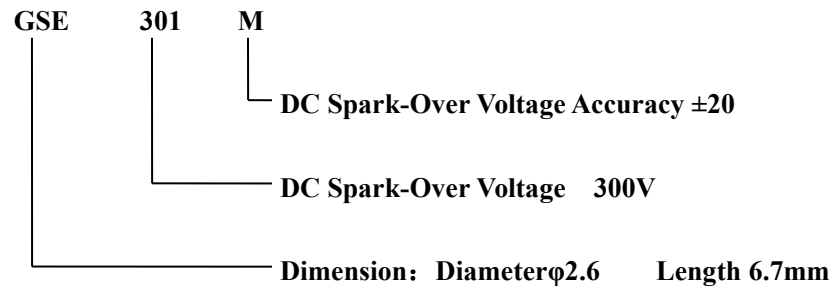 GSE 301 M
DC Spark-Over Voltage Accuracy ±20
DC Spark-Over Voltage 300V
Dimension：Diameterφ2.6 Length 6.7mm